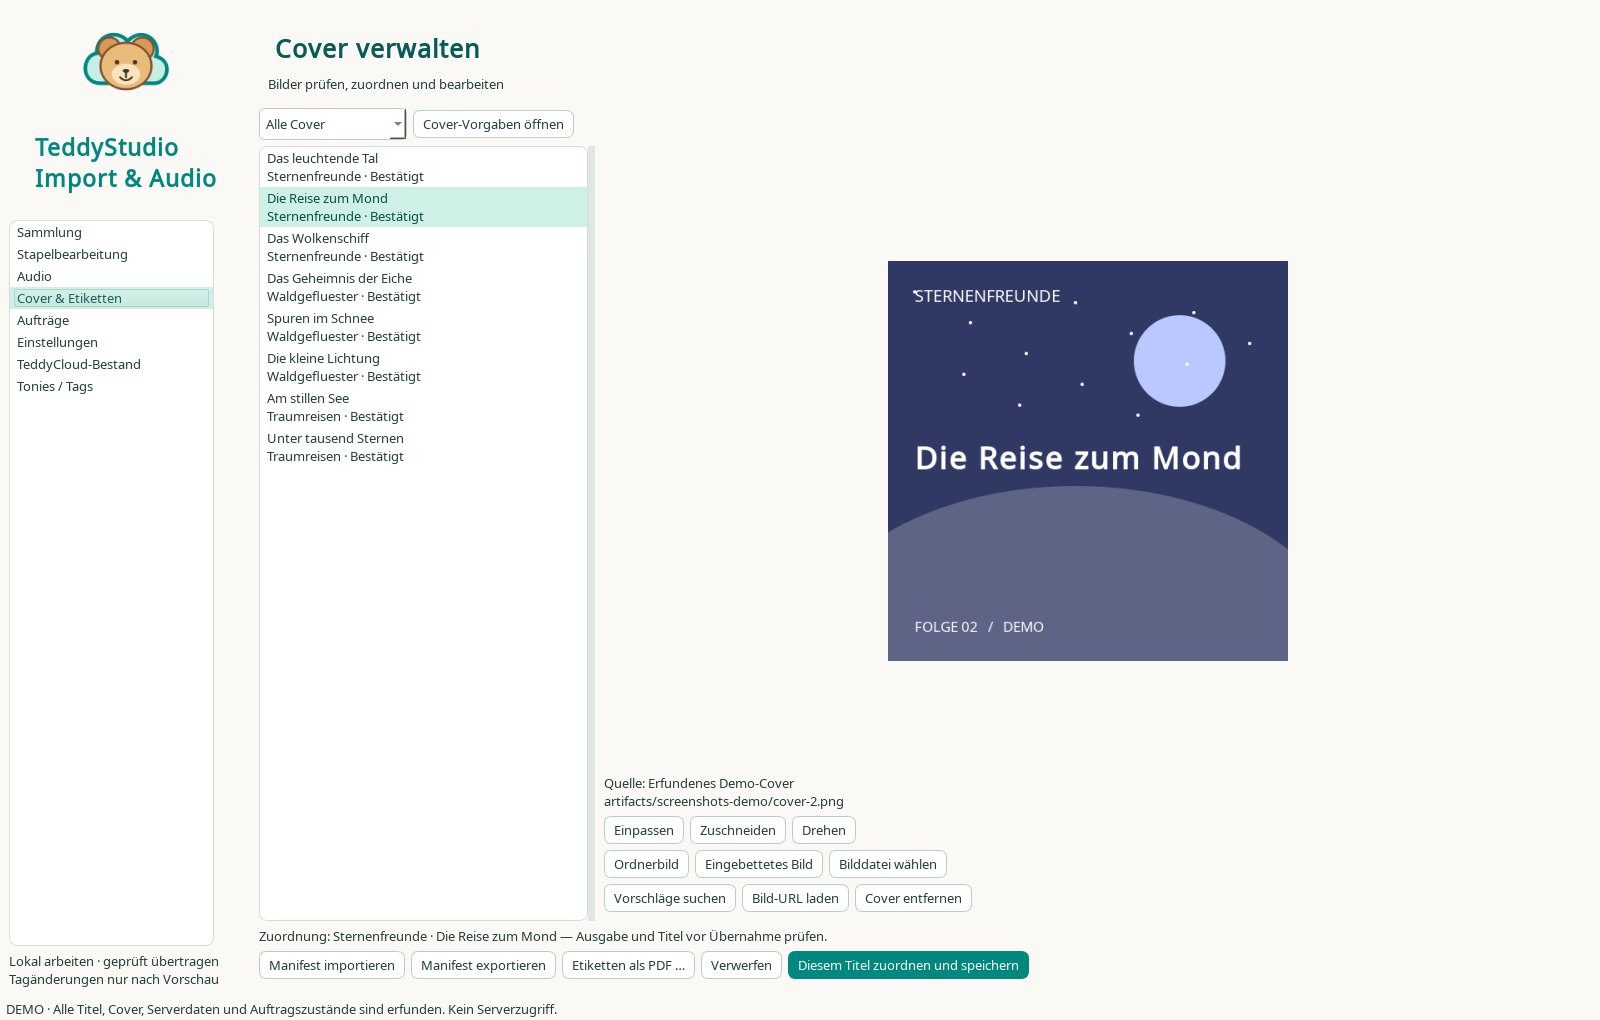 TeddyStudio
Import & Audio
Sammlung
Stapelbearbeitung
Audio
Cover & Etiketten
Aufträge
Einstellungen
TeddyCloud-Bestand
Tonies / Tags
Lokal arbeiten · geprüft übertragen
Tagänderungen nur nach Vorschau
Cover verwalten
Bilder prüfen, zuordnen und bearbeiten
Alle Cover
Cover-Vorgaben öffnen
Das leuchtende Tal
Sternenfreunde · Bestätigt
Die Reise zum Mond
Sternenfreunde · Bestätigt
Das Wolkenschiff
Sternenfreunde · Bestätigt
Das Geheimnis der Eiche
Waldgefluester · Bestätigt
Spuren im Schnee
Waldgefluester · Bestätigt
Die kleine Lichtung
Waldgefluester · Bestätigt
Am stillen See
Traumreisen · Bestätigt
Unter tausend Sternen
Traumreisen · Bestätigt
STERNENFREUNDE
Die Reise zum Mond
FOLGE 02 / DEMO
Quelle: Erfundenes Demo-Cover
artifacts/screenshots-demo/cover-2.png
Einpassen Zuschneiden Drehen
Ordnerbild Eingebettetes Bild Bilddatei wählen
Vorschläge suchen Bild-URL laden Cover entfernen
Zuordnung: Sternenfreunde · Die Reise zum Mond — Ausgabe und Titel vor Übernahme prüfen.
Manifest importieren Manifest exportieren Etiketten als PDF ... Verwerfen Diesem Titel zuordnen und speichern
DEMO · Alle Titel, Cover, Serverdaten und Auftragszustände sind erfunden. Kein Serverzugriff.